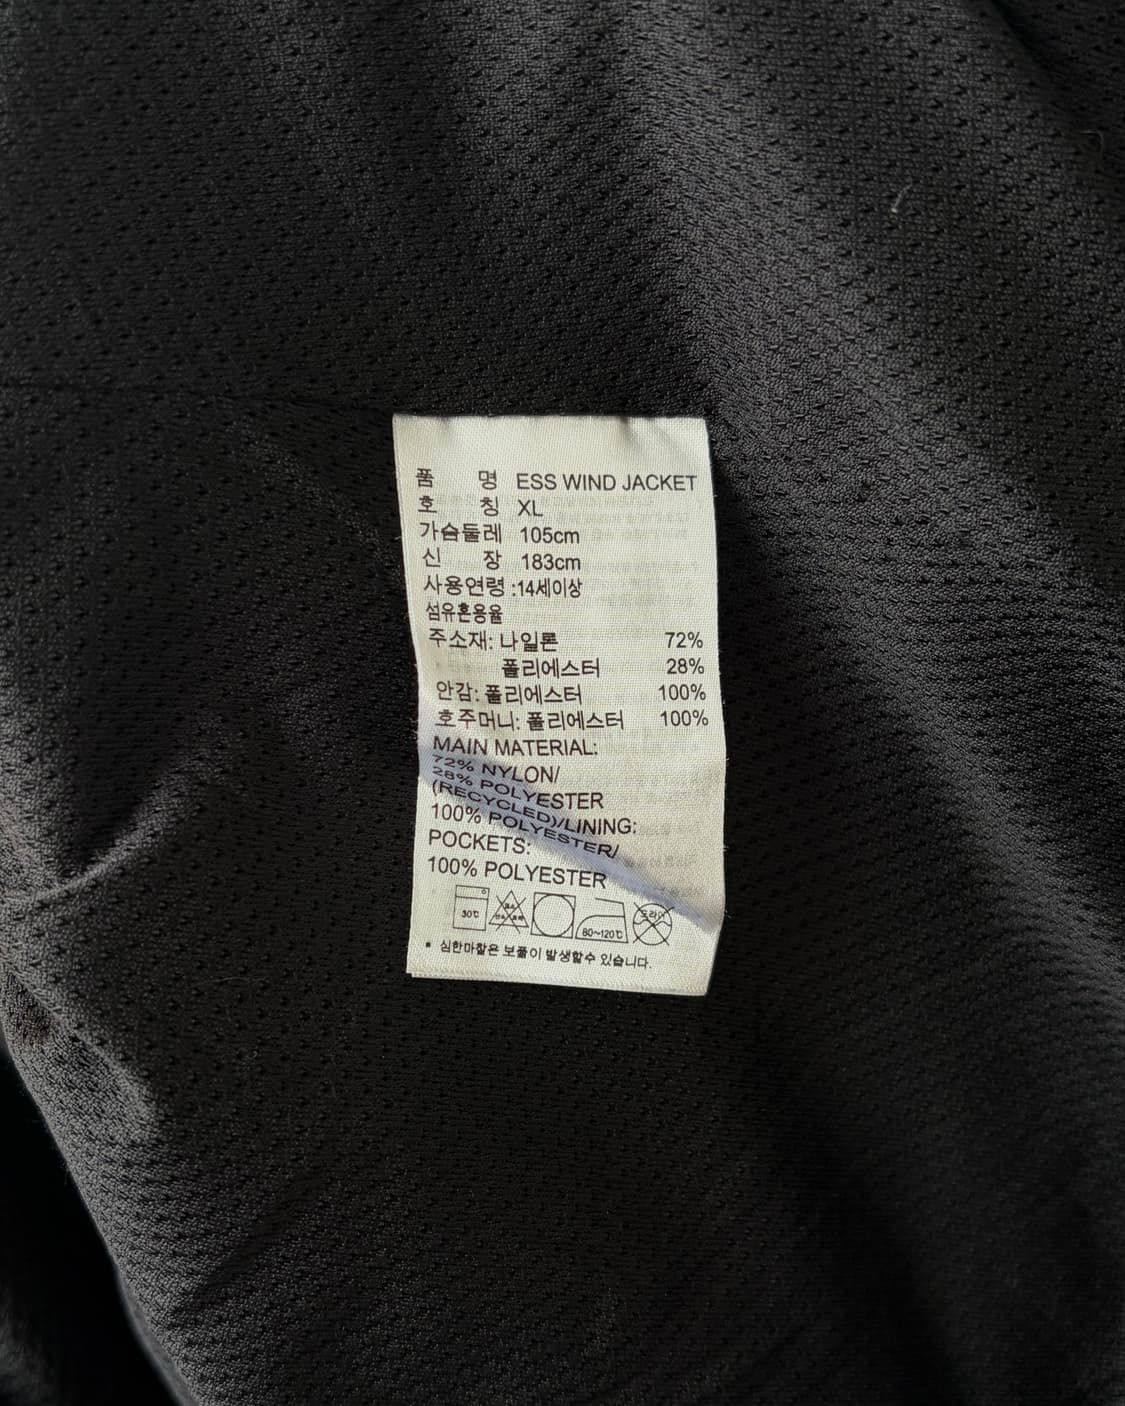 품 명 ESS WIND JACKET
호 칭 XL
가슴둘레 105cm
신 장 183cm
사용연령 :14세이상
섬유혼용율
주소재: 나일론 72%
폴리에스터 28%
안감: 폴리에스터 100%
호주머니: 폴리에스터 100%
MAIN MATERIAL:
72% NYLON/
28% POLYESTER
(RECYCLED)/LINING:
100% POLYESTER/
POCKETS:
100% POLYESTER
30℃ 80~120℃ 드라이
* 심한마찰은 보풀이 발생할수 있습니다.